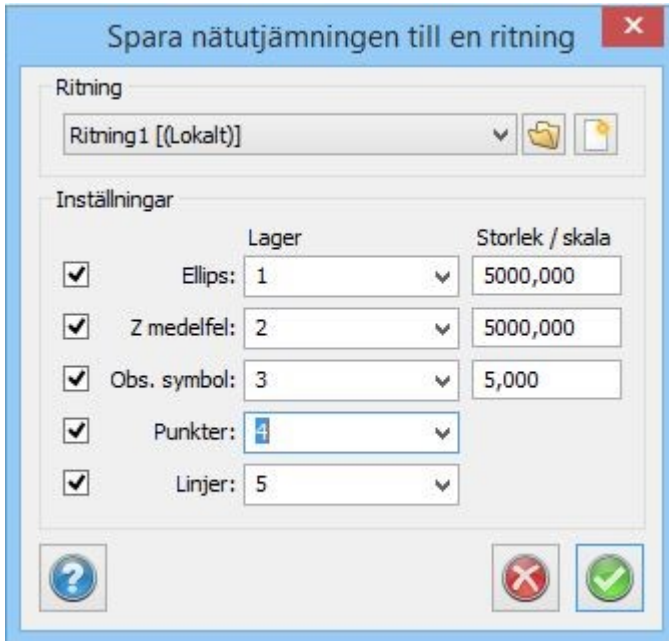 Spara nätutjämningen till en ritning
Ritning
Ritning1 [(Lokalt)]
Inställningar
Lager Storlek / skala
Ellips: 1 5000,000
Z medelfel: 2 5000,000
Obs. symbol: 3 5,000
Punkter: 4
Linjer: 5